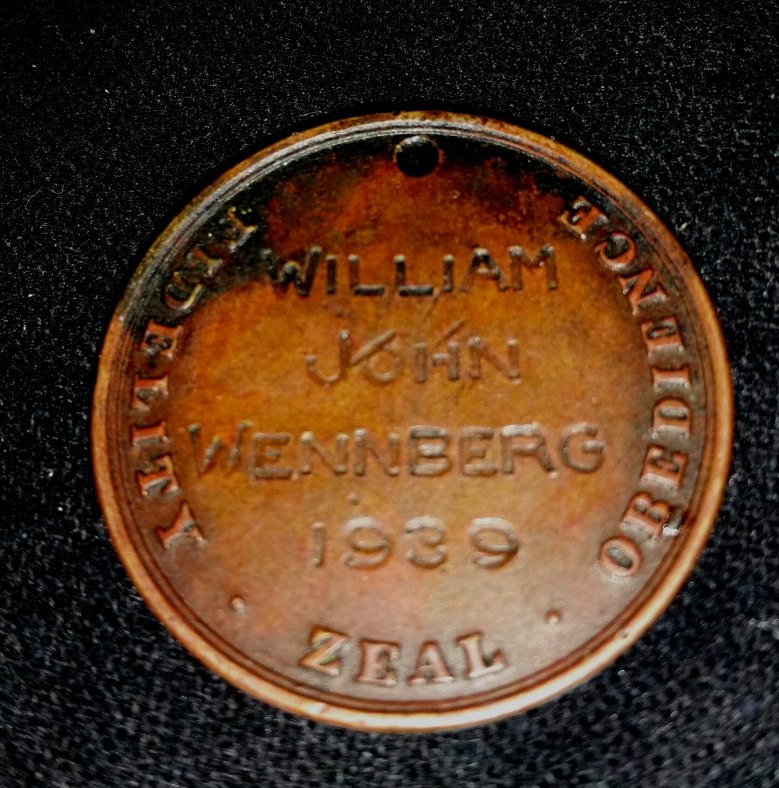 WILLIAM
JOHN
WENNBERG
1939
FIDELITY
· ZEAL ·
OBEDIENCE